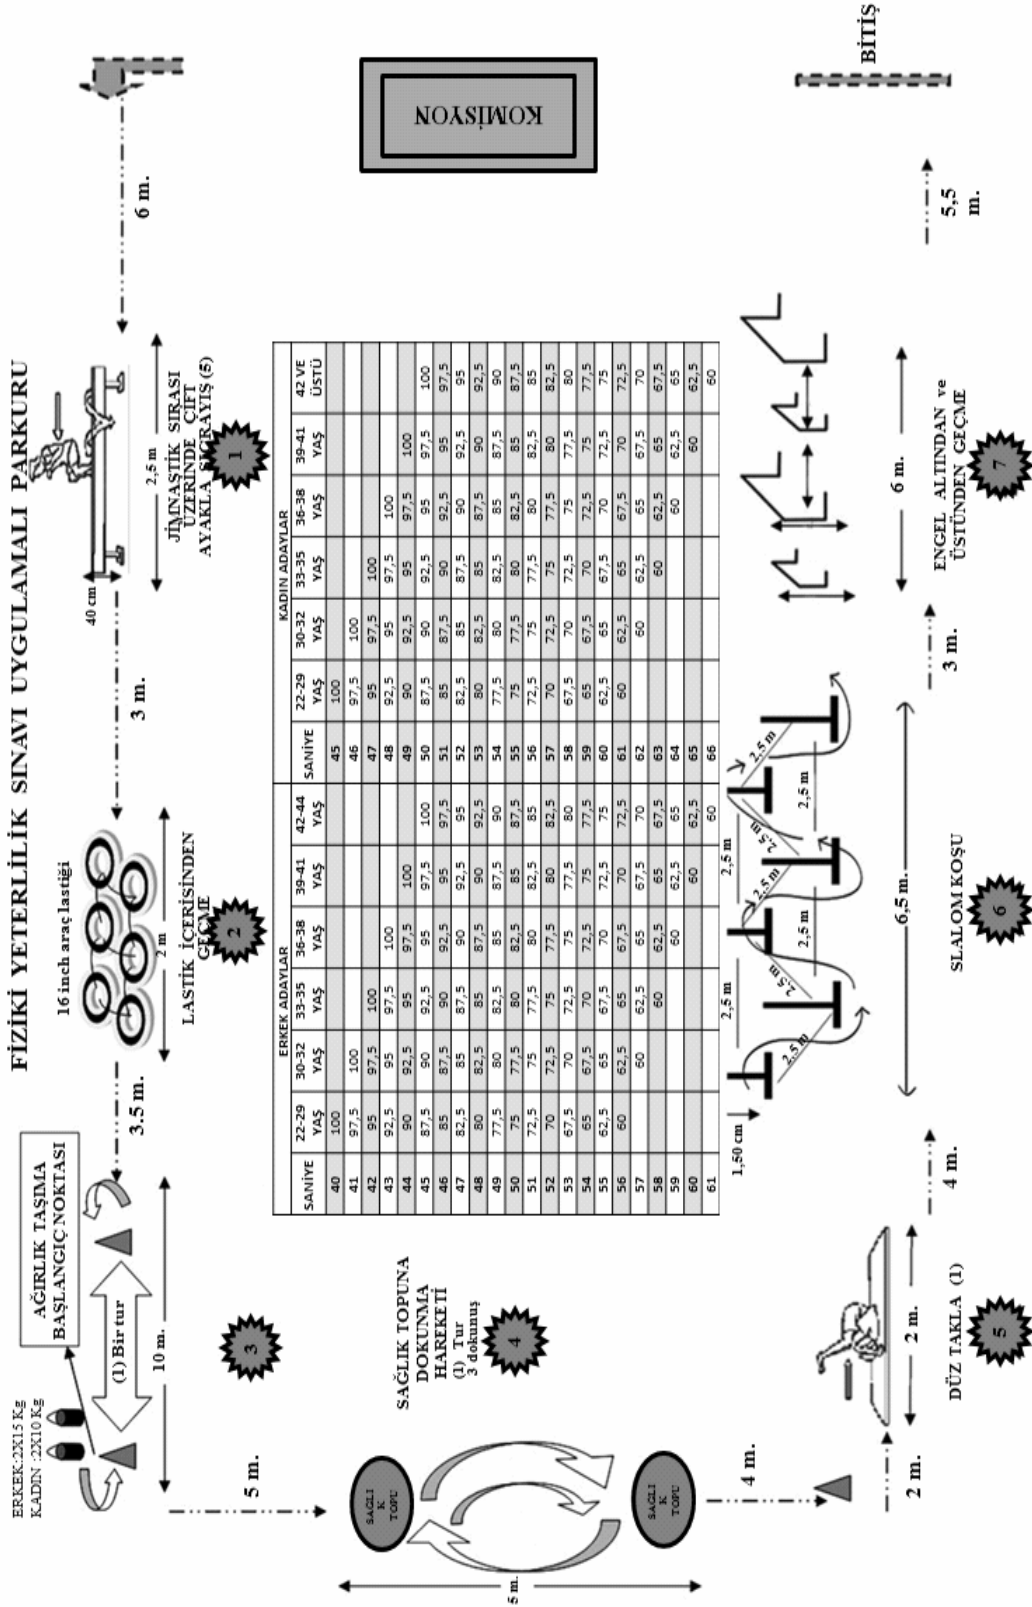 FİZİKİ YETERLİLİK SINAVI UYGULAMALI PARKURU
ERKEK:2X15 Kg
KADIN :2X10 Kg
AĞIRLIK TAŞIMA
BAŞLANGIÇ NOKTASI
(1) Bir tur
10 m.
3
3.5 m.
16 inch araç lastiği
2 m
LASTİK İÇERİSİNDEN
GEÇME
2
3 m.
40 cm
2,5 m
JİMNASTİK SIRASI
ÜZERİNDE ÇİFT
AYAKLA SIÇRAYIŞ (5)
1
6 m.
KOMİSYON
5 m.
SAĞLI
K
TOPU
5 m.
SAĞLI
K
TOPU
SAĞLIK TOPUNA
DOKUNMA
HAREKETİ
(1) Tur
3 dokunuş
4
ERKEK ADAYLAR KADIN ADAYLAR
SANİYE 22-29 YAŞ 30-32 YAŞ 33-35 YAŞ 36-38 YAŞ 39-41 YAŞ 42-44 YAŞ SANİYE 22-29 YAŞ 30-32 YAŞ 33-35 YAŞ 36-38 YAŞ 39-41 YAŞ 42 VE ÜSTÜ
40 100 45 100
41 97,5 100 46 97,5 100
42 95 97,5 100 47 95 97,5 100
43 92,5 95 97,5 100 48 92,5 95 97,5 100
44 90 92,5 95 97,5 100 49 90 92,5 95 97,5 100
45 87,5 90 92,5 95 97,5 100 50 87,5 90 92,5 95 97,5 100
46 85 87,5 90 92,5 95 97,5 51 85 87,5 90 92,5 95 97,5
47 82,5 85 87,5 90 92,5 95 52 82,5 85 87,5 90 92,5 95
48 80 82,5 85 87,5 90 92,5 53 80 82,5 85 87,5 90 92,5
49 77,5 80 82,5 85 87,5 90 54 77,5 80 82,5 85 87,5 90
50 75 77,5 80 82,5 85 87,5 55 75 77,5 80 82,5 85 87,5
51 72,5 75 77,5 80 82,5 85 56 72,5 75 77,5 80 82,5 85
52 70 72,5 75 77,5 80 82,5 57 70 72,5 75 77,5 80 82,5
53 67,5 70 72,5 75 77,5 80 58 67,5 70 72,5 75 77,5 80
54 65 67,5 70 72,5 75 77,5 59 65 67,5 70 72,5 75 77,5
55 62,5 65 67,5 70 72,5 75 60 62,5 65 67,5 70 72,5 75
56 60 62,5 65 67,5 70 72,5 61 60 62,5 65 67,5 70 72,5
57 60 62,5 65 67,5 70 62 60 62,5 65 67,5 70
58 60 62,5 65 67,5 63 60 62,5 65 67,5
59 60 62,5 65 64 60 62,5 65
60 60 62,5 65 60 62,5
61 60 66 60
4 m.
2 m.
2 m.
DÜZ TAKLA (1)
5
4 m.
1,50 cm
2,5 m
2,5 m
2,5 m
2,5 m
2,5 m
2,5 m
2,5 m
2,5 m
2,5 m
6,5 m.
SLALOM KOŞU
6
3 m.
6 m.
ENGEL ALTINDAN ve
ÜSTÜNDEN GEÇME
7
5,5
m.
BİTİŞ